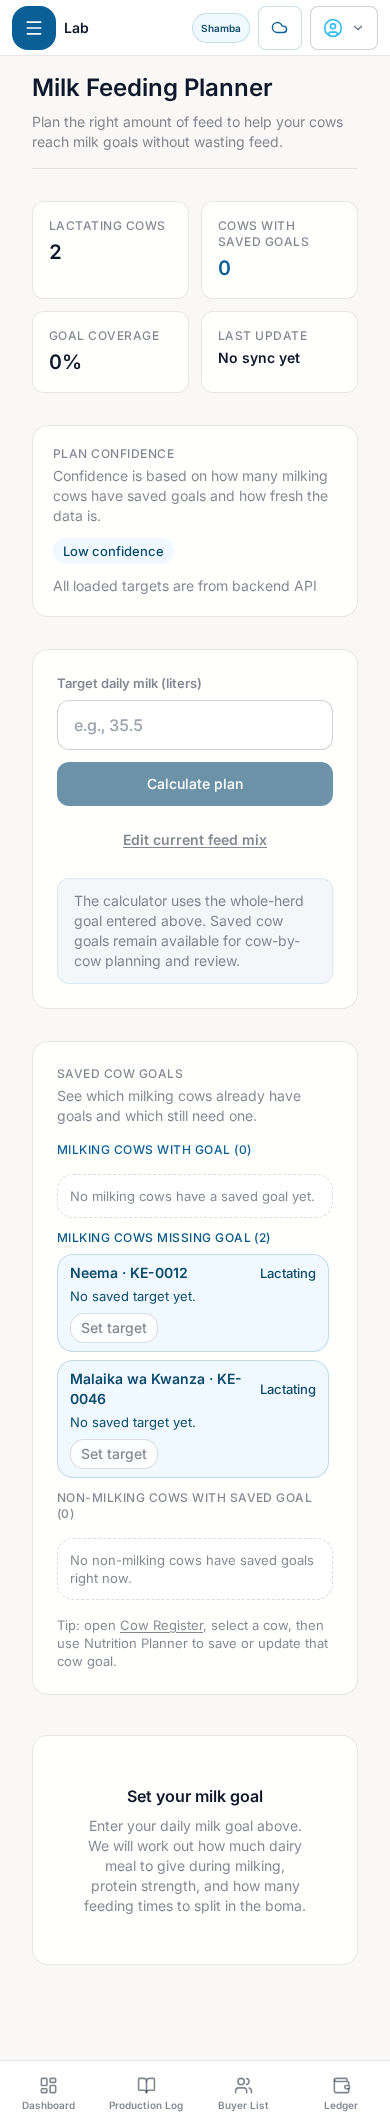 Lab
Shamba
Milk Feeding Planner
Plan the right amount of feed to help your cows
reach milk goals without wasting feed.
LACTATING COWS
2
COWS WITH
SAVED GOALS
0
GOAL COVERAGE
0%
LAST UPDATE
No sync yet
PLAN CONFIDENCE
Confidence is based on how many milking
cows have saved goals and how fresh the
data is.
Low confidence
All loaded targets are from backend API
Target daily milk (liters)
e.g., 35.5
Calculate plan
Edit current feed mix
The calculator uses the whole-herd
goal entered above. Saved cow
goals remain available for cow-by-
cow planning and review.
SAVED COW GOALS
See which milking cows already have
goals and which still need one.
MILKING COWS WITH GOAL (0)
No milking cows have a saved goal yet.
MILKING COWS MISSING GOAL (2)
Neema · KE-0012
Lactating
No saved target yet.
Set target
Malaika wa Kwanza · KE-
0046
Lactating
No saved target yet.
Set target
NON-MILKING COWS WITH SAVED GOAL
(0)
No non-milking cows have saved goals
right now.
Tip: open Cow Register, select a cow, then
use Nutrition Planner to save or update that
cow goal.
Set your milk goal
Enter your daily milk goal above.
We will work out how much dairy
meal to give during milking,
protein strength, and how many
feeding times to split in the boma.
Dashboard
Production Log
Buyer List
Ledger